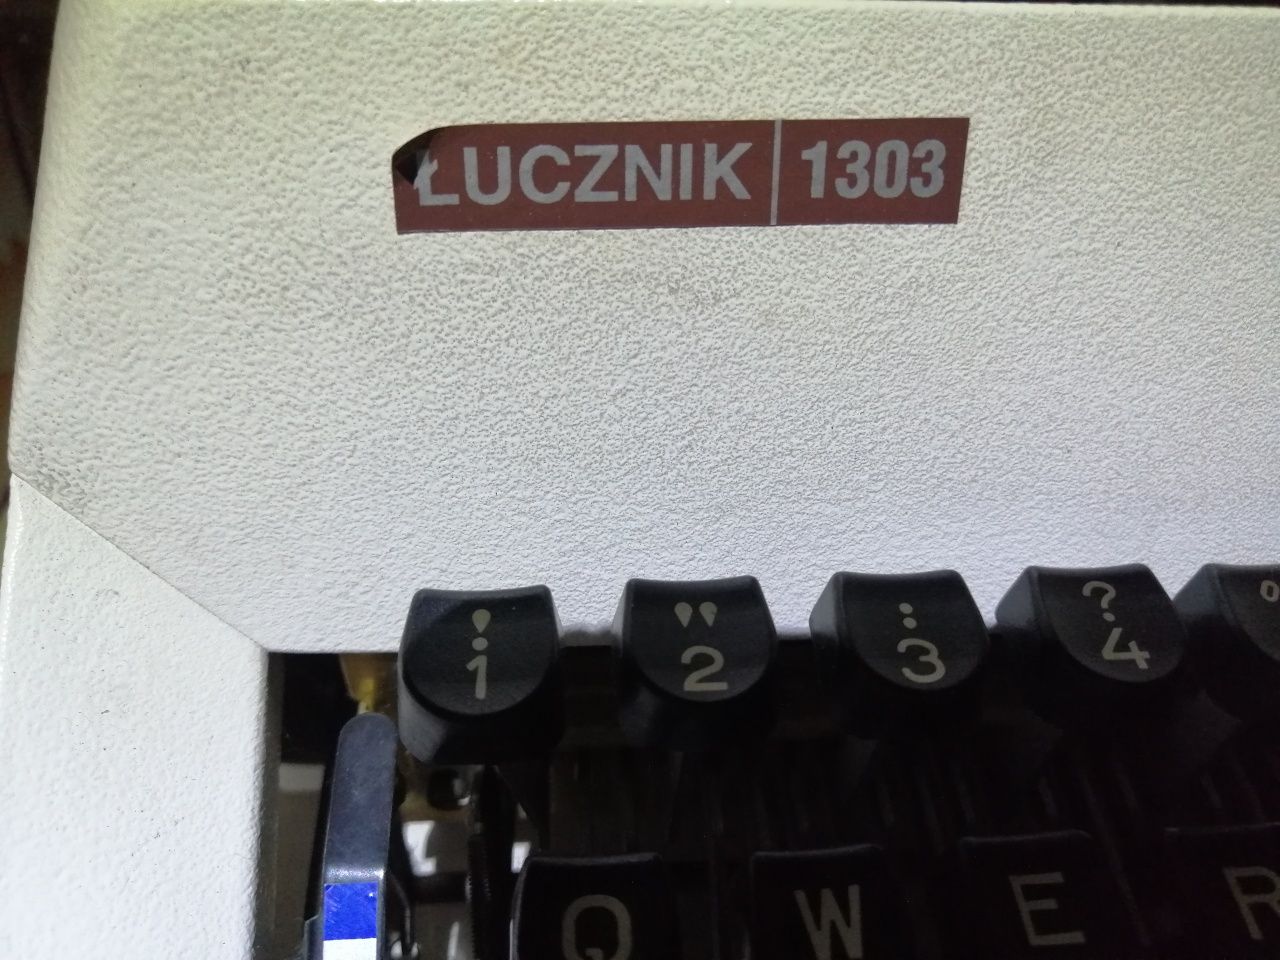 ŁUCZNIK 1303
! " : ?
1 2 3 4
Q W E R